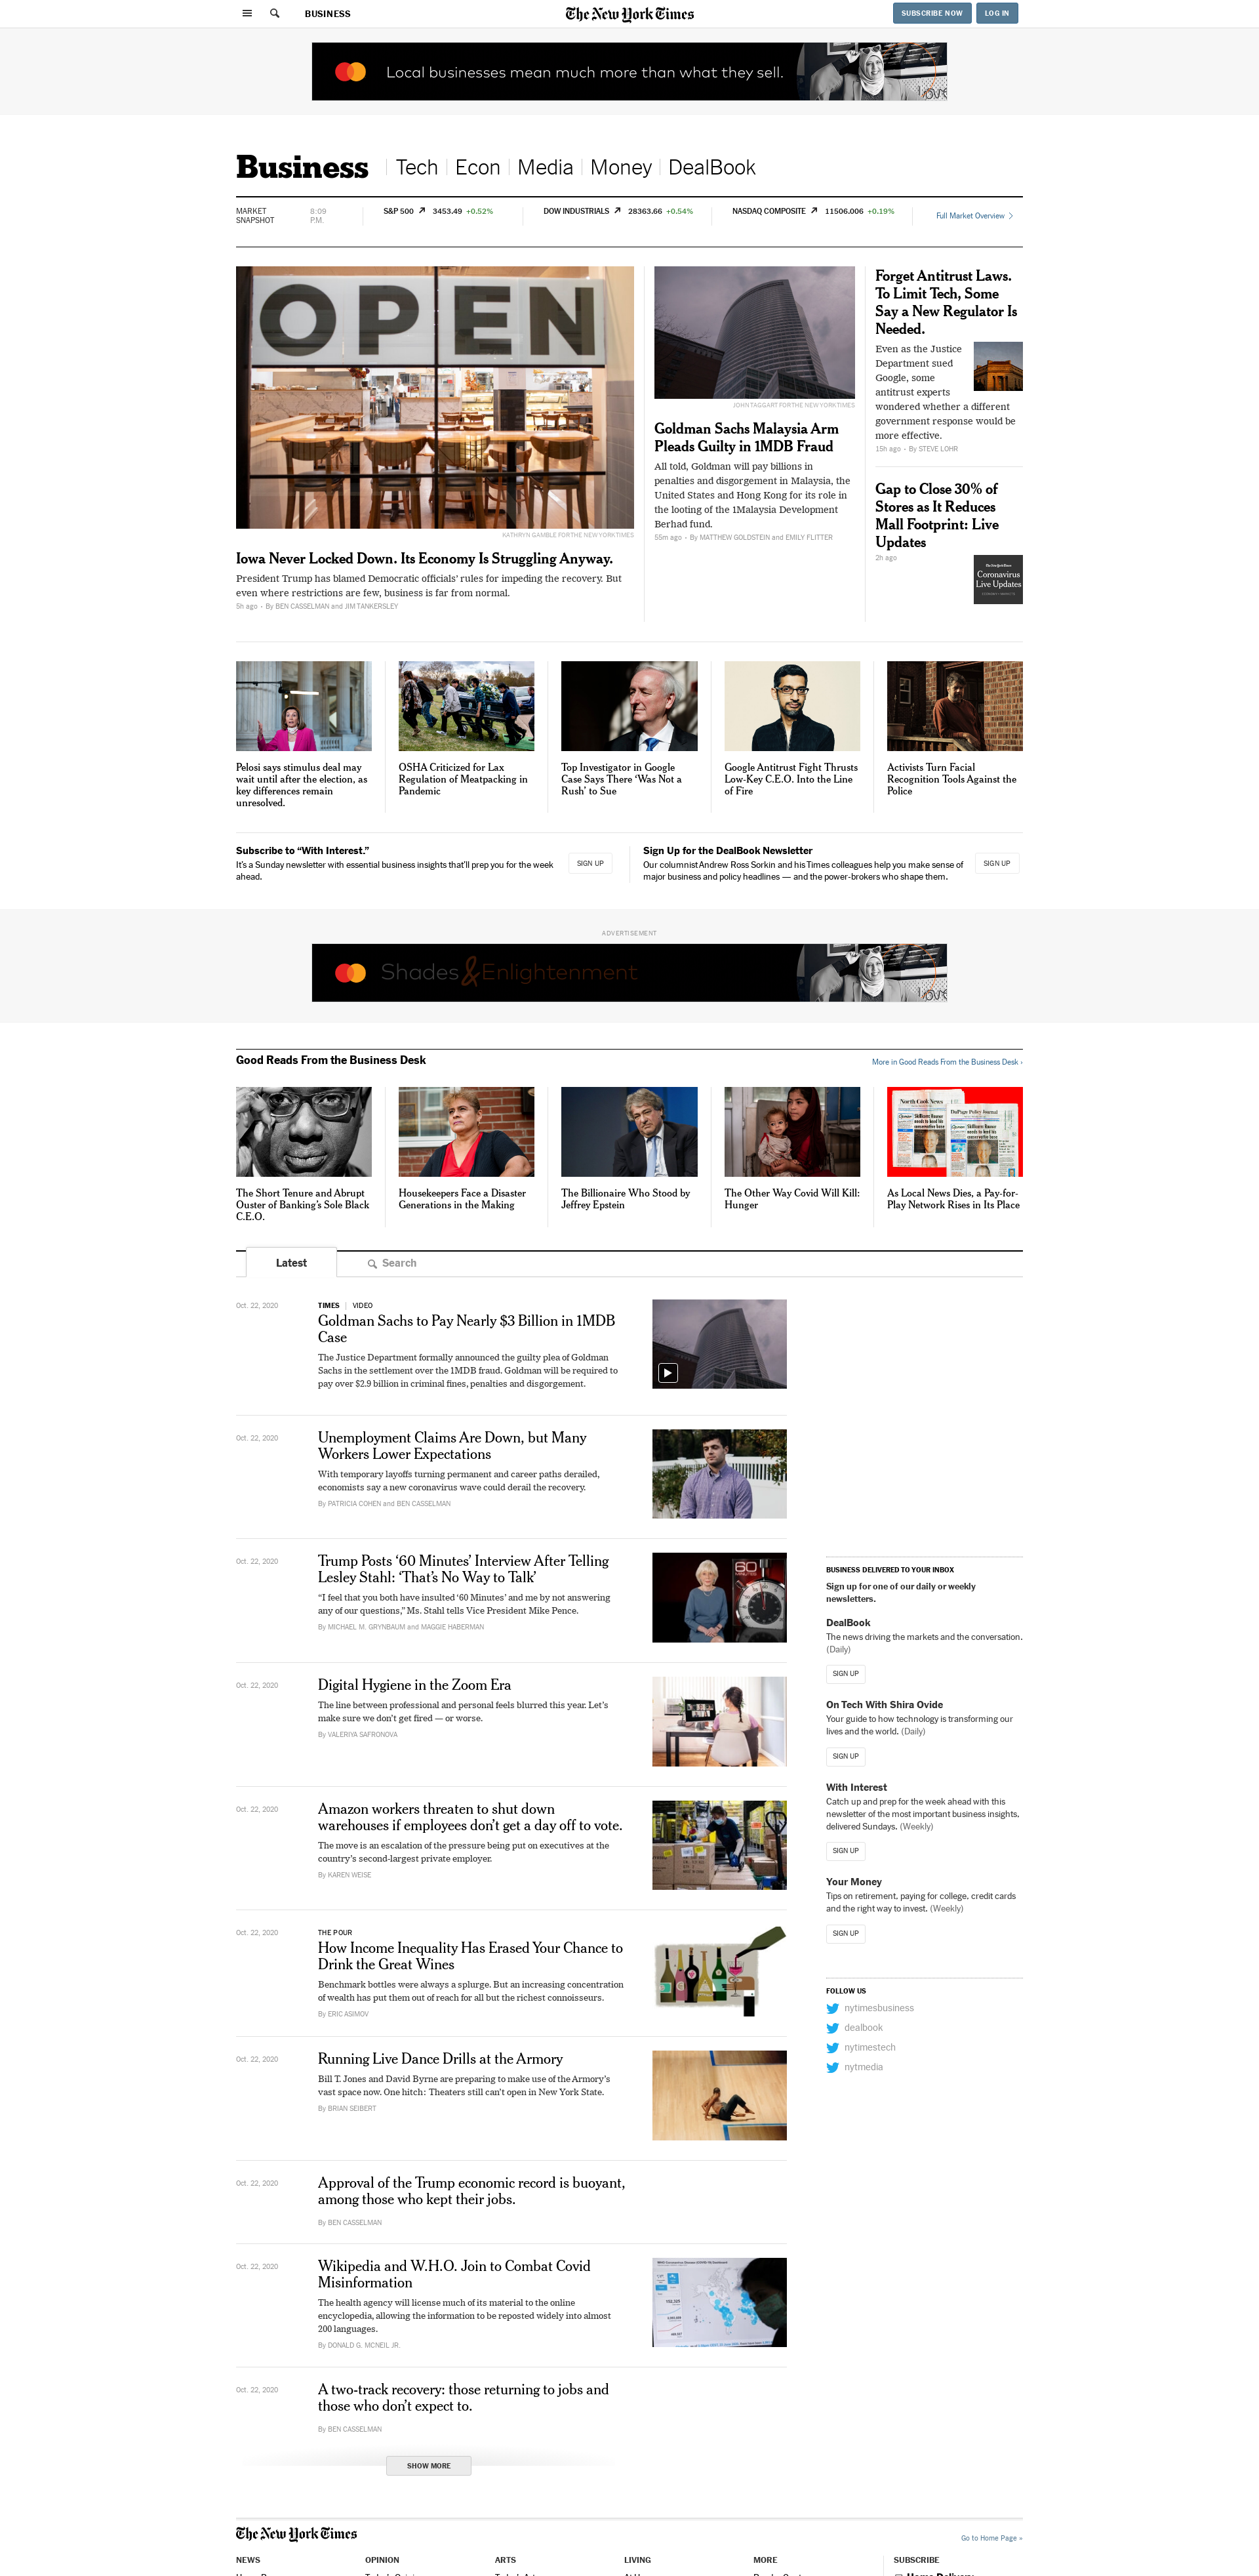 BUSINESS
The New York Times
SUBSCRIBE NOW
LOG IN
Local businesses mean much more than what they sell.
Business
Tech
Econ
Media
Money
DealBook
MARKET SNAPSHOT
8:09 P.M.
S&P 500 3453.49 +0.52%
DOW INDUSTRIALS 28363.66 +0.54%
NASDAQ COMPOSITE 11506.006 +0.19%
Full Market Overview
OPEN
KATHRYN GAMBLE FOR THE NEW YORK TIMES
Iowa Never Locked Down. Its Economy Is Struggling Anyway.
President Trump has blamed Democratic officials' rules for impeding the recovery. But
even where restrictions are few, business is far from normal.
5h ago • By BEN CASSELMAN and JIM TANKERSLEY
JOHN TAGGART FOR THE NEW YORK TIMES
Goldman Sachs Malaysia Arm
Pleads Guilty in 1MDB Fraud
All told, Goldman will pay billions in
penalties and disgorgement in Malaysia, the
United States and Hong Kong for its role in
the looting of the 1Malaysia Development
Berhad fund.
55m ago • By MATTHEW GOLDSTEIN and EMILY FLITTER
Forget Antitrust Laws.
To Limit Tech, Some
Say a New Regulator Is
Needed.
Even as the Justice
Department sued
Google, some
antitrust experts
wondered whether a different
government response would be
more effective.
15h ago • By STEVE LOHR
Gap to Close 30% of
Stores as It Reduces
Mall Footprint: Live
Updates
2h ago
The New York Times
Coronavirus
Live Updates
Pelosi says stimulus deal may
wait until after the election, as
key differences remain
unresolved.
OSHA Criticized for Lax
Regulation of Meatpacking in
Pandemic
Top Investigator in Google
Case Says There ‘Was Not a
Rush’ to Sue
Google Antitrust Fight Thrusts
Low-Key C.E.O. Into the Line
of Fire
Activists Turn Facial
Recognition Tools Against the
Police
Subscribe to “With Interest.”
It’s a Sunday newsletter with essential business insights that’ll prep you for the week
ahead.
SIGN UP
Sign Up for the DealBook Newsletter
Our columnist Andrew Ross Sorkin and his Times colleagues help you make sense of
major business and policy headlines — and the power-brokers who shape them.
SIGN UP
ADVERTISEMENT
Shades & Enlightenment
Good Reads From the Business Desk
More in Good Reads From the Business Desk ›
North Cook News
DuPage Policy Journal
The Short Tenure and Abrupt
Ouster of Banking’s Sole Black
C.E.O.
Housekeepers Face a Disaster
Generations in the Making
The Billionaire Who Stood by
Jeffrey Epstein
The Other Way Covid Will Kill:
Hunger
As Local News Dies, a Pay-for-
Play Network Rises in Its Place
Latest
Search
Oct. 22, 2020
TIMES | VIDEO
Goldman Sachs to Pay Nearly $3 Billion in 1MDB
Case
The Justice Department formally announced the guilty plea of Goldman
Sachs in the settlement over the 1MDB fraud. Goldman will be required to
pay over $2.9 billion in criminal fines, penalties and disgorgement.
Oct. 22, 2020
Unemployment Claims Are Down, but Many
Workers Lower Expectations
With temporary layoffs turning permanent and career paths derailed,
economists say a new coronavirus wave could derail the recovery.
By PATRICIA COHEN and BEN CASSELMAN
Oct. 22, 2020
Trump Posts ‘60 Minutes’ Interview After Telling
Lesley Stahl: ‘That’s No Way to Talk’
“I feel that you both have insulted ‘60 Minutes’ and me by not answering
any of our questions,” Ms. Stahl tells Vice President Mike Pence.
By MICHAEL M. GRYNBAUM and MAGGIE HABERMAN
60
MINUTES
Oct. 22, 2020
Digital Hygiene in the Zoom Era
The line between professional and personal feels blurred this year. Let’s
make sure we don’t get fired — or worse.
By VALERIYA SAFRONOVA
Oct. 22, 2020
Amazon workers threaten to shut down
warehouses if employees don’t get a day off to vote.
The move is an escalation of the pressure being put on executives at the
country’s second-largest private employer.
By KAREN WEISE
Oct. 22, 2020
THE POUR
How Income Inequality Has Erased Your Chance to
Drink the Great Wines
Benchmark bottles were always a splurge. But an increasing concentration
of wealth has put them out of reach for all but the richest connoisseurs.
By ERIC ASIMOV
Oct. 22, 2020
Running Live Dance Drills at the Armory
Bill T. Jones and David Byrne are preparing to make use of the Armory’s
vast space now. One hitch: Theaters still can’t open in New York State.
By BRIAN SEIBERT
Oct. 22, 2020
Approval of the Trump economic record is buoyant,
among those who kept their jobs.
By BEN CASSELMAN
Oct. 22, 2020
Wikipedia and W.H.O. Join to Combat Covid
Misinformation
The health agency will license much of its material to the online
encyclopedia, allowing the information to be reposted widely into almost
200 languages.
By DONALD G. MCNEIL JR.
Oct. 22, 2020
A two-track recovery: those returning to jobs and
those who don’t expect to.
By BEN CASSELMAN
SHOW MORE
BUSINESS DELIVERED TO YOUR INBOX
Sign up for one of our daily or weekly
newsletters.
DealBook
The news driving the markets and the conversation.
(Daily)
SIGN UP
On Tech With Shira Ovide
Your guide to how technology is transforming our
lives and the world. (Daily)
SIGN UP
With Interest
Catch up and prep for the week ahead with this
newsletter of the most important business insights,
delivered Sundays. (Weekly)
SIGN UP
Your Money
Tips on retirement, paying for college, credit cards
and the right way to invest. (Weekly)
SIGN UP
FOLLOW US
nytimesbusiness
dealbook
nytimestech
nytmedia
The New York Times
Go to Home Page »
NEWS
OPINION
ARTS
LIVING
MORE
SUBSCRIBE